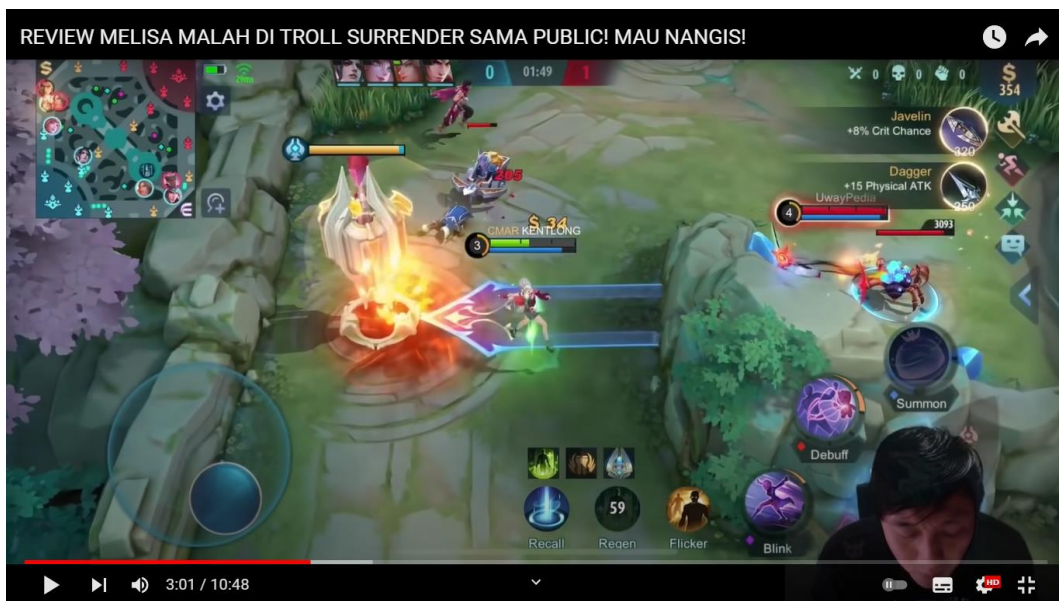 REVIEW MELISA MALAH DI TROLL SURRENDER SAMA PUBLIC! MAU NANGIS!
0 01:49 1
0 0 0
$
354
Javelin
+8% Crit Chance
320
Dagger
+15 Physical ATK
250
UwayPedia
4
3093
205
$ 34
CMAR KENTLONG
3
Summon
Debuff
59
Recall Regen Flicker
Blink
3:01 / 10:48
HD